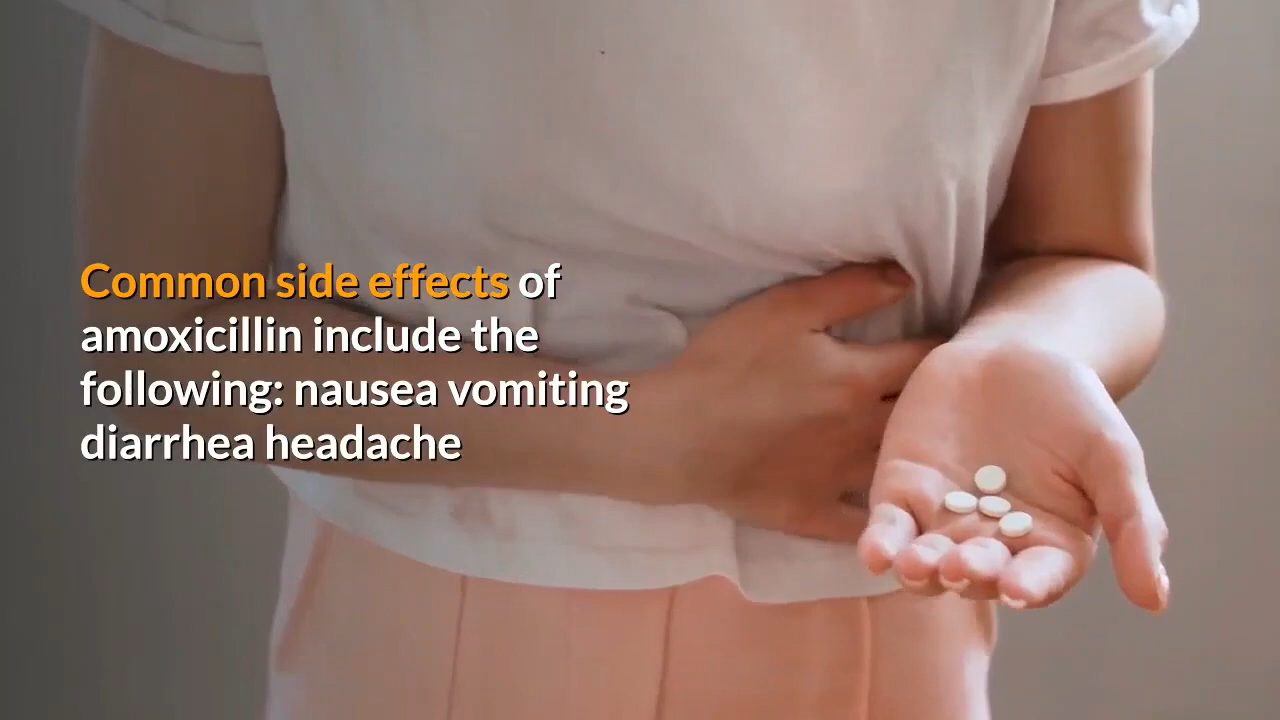 Common side effects of
amoxicillin include the
following: nausea vomiting
diarrhea headache